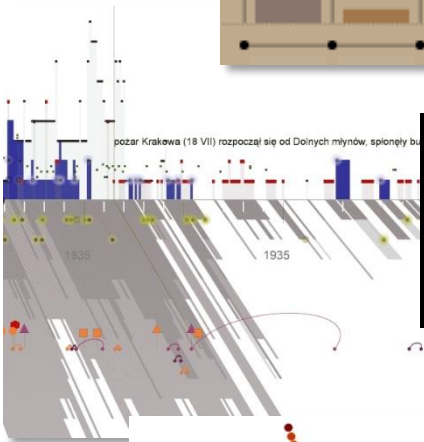 pożar Krakowa (18 VII) rozpoczął się od Dolnych młynów, spłonęły bu
1835
1935